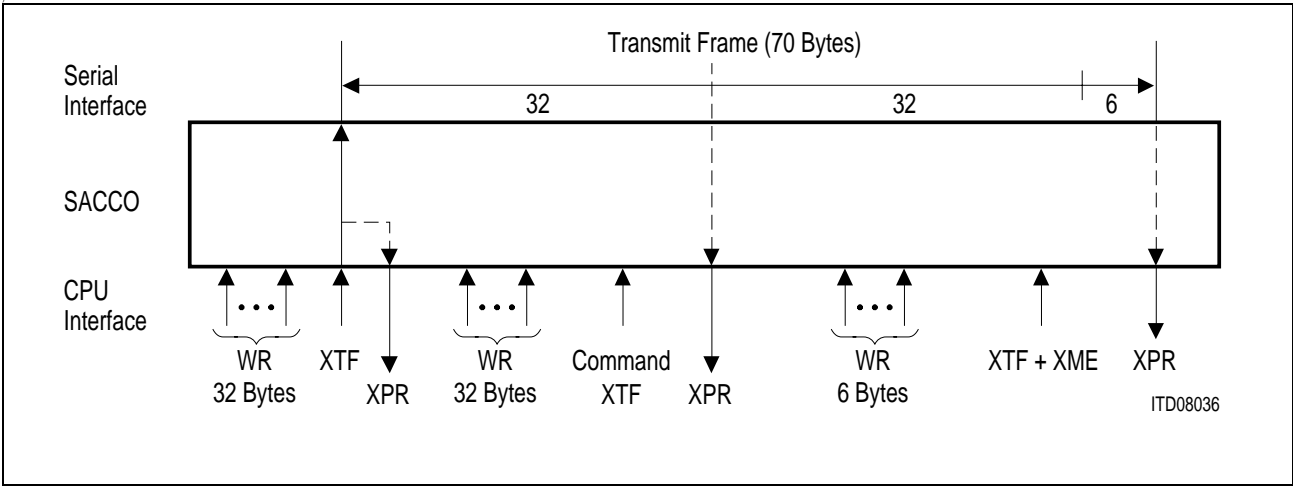 Transmit Frame (70 Bytes)
Serial
Interface
32
32
6
SACCO
CPU
Interface
WR
32 Bytes
XTF
XPR
WR
32 Bytes
Command
XTF
XPR
WR
6 Bytes
XTF + XME
XPR
ITD08036